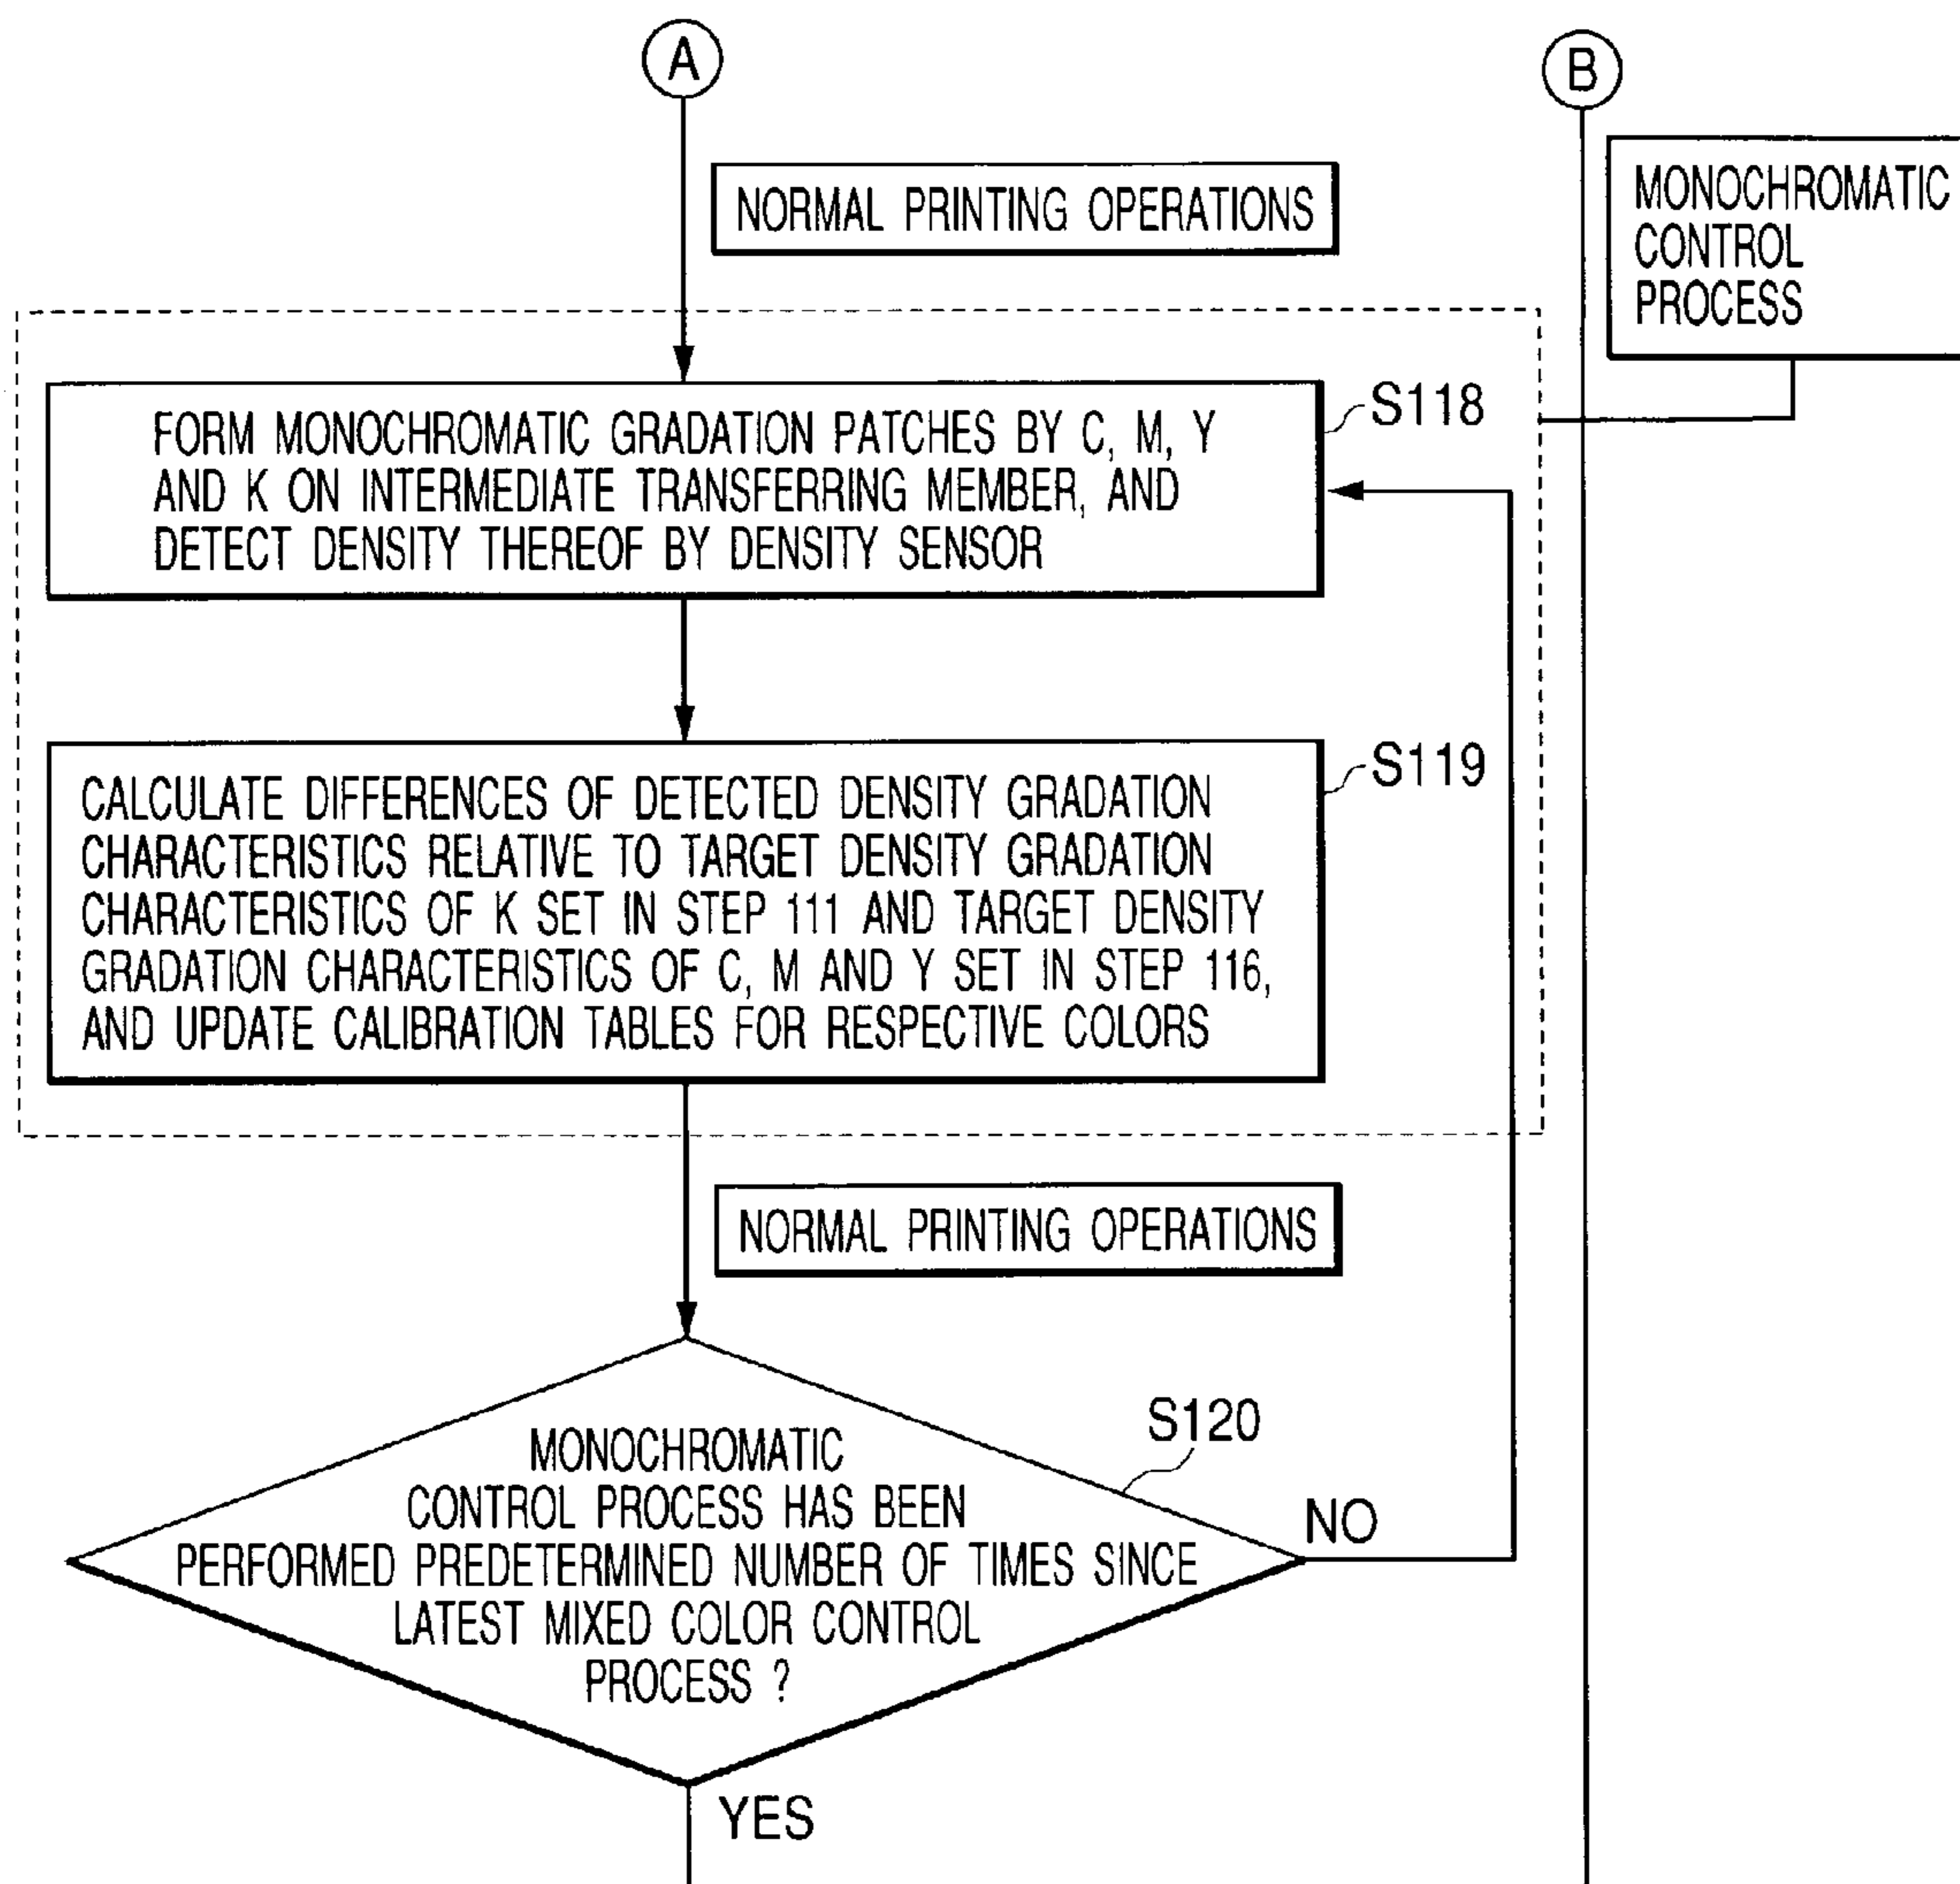 A
B
NORMAL PRINTING OPERATIONS
MONOCHROMATIC
CONTROL
PROCESS
S118
FORM MONOCHROMATIC GRADATION PATCHES BY C, M, Y
AND K ON INTERMEDIATE TRANSFERRING MEMBER, AND
DETECT DENSITY THEREOF BY DENSITY SENSOR
S119
CALCULATE DIFFERENCES OF DETECTED DENSITY GRADATION
CHARACTERISTICS RELATIVE TO TARGET DENSITY GRADATION
CHARACTERISTICS OF K SET IN STEP 111 AND TARGET DENSITY
GRADATION CHARACTERISTICS OF C, M AND Y SET IN STEP 116,
AND UPDATE CALIBRATION TABLES FOR RESPECTIVE COLORS
NORMAL PRINTING OPERATIONS
S120
MONOCHROMATIC
CONTROL PROCESS HAS BEEN
PERFORMED PREDETERMINED NUMBER OF TIMES SINCE
LATEST MIXED COLOR CONTROL
PROCESS ?
NO
YES